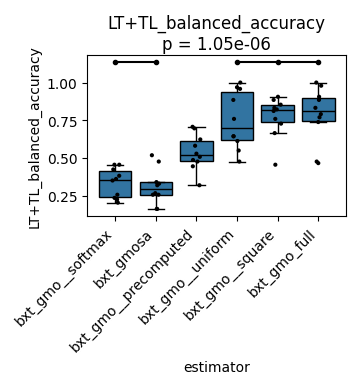 LT+TL_balanced_accuracy
p = 1.05e-06
LT+TL_balanced_accuracy
1.00
0.75
0.50
0.25
bxt_gmo__softmax
bxt_gmosa
bxt_gmo__precomputed
bxt_gmo__uniform
bxt_gmo__square
bxt_gmo_full
estimator